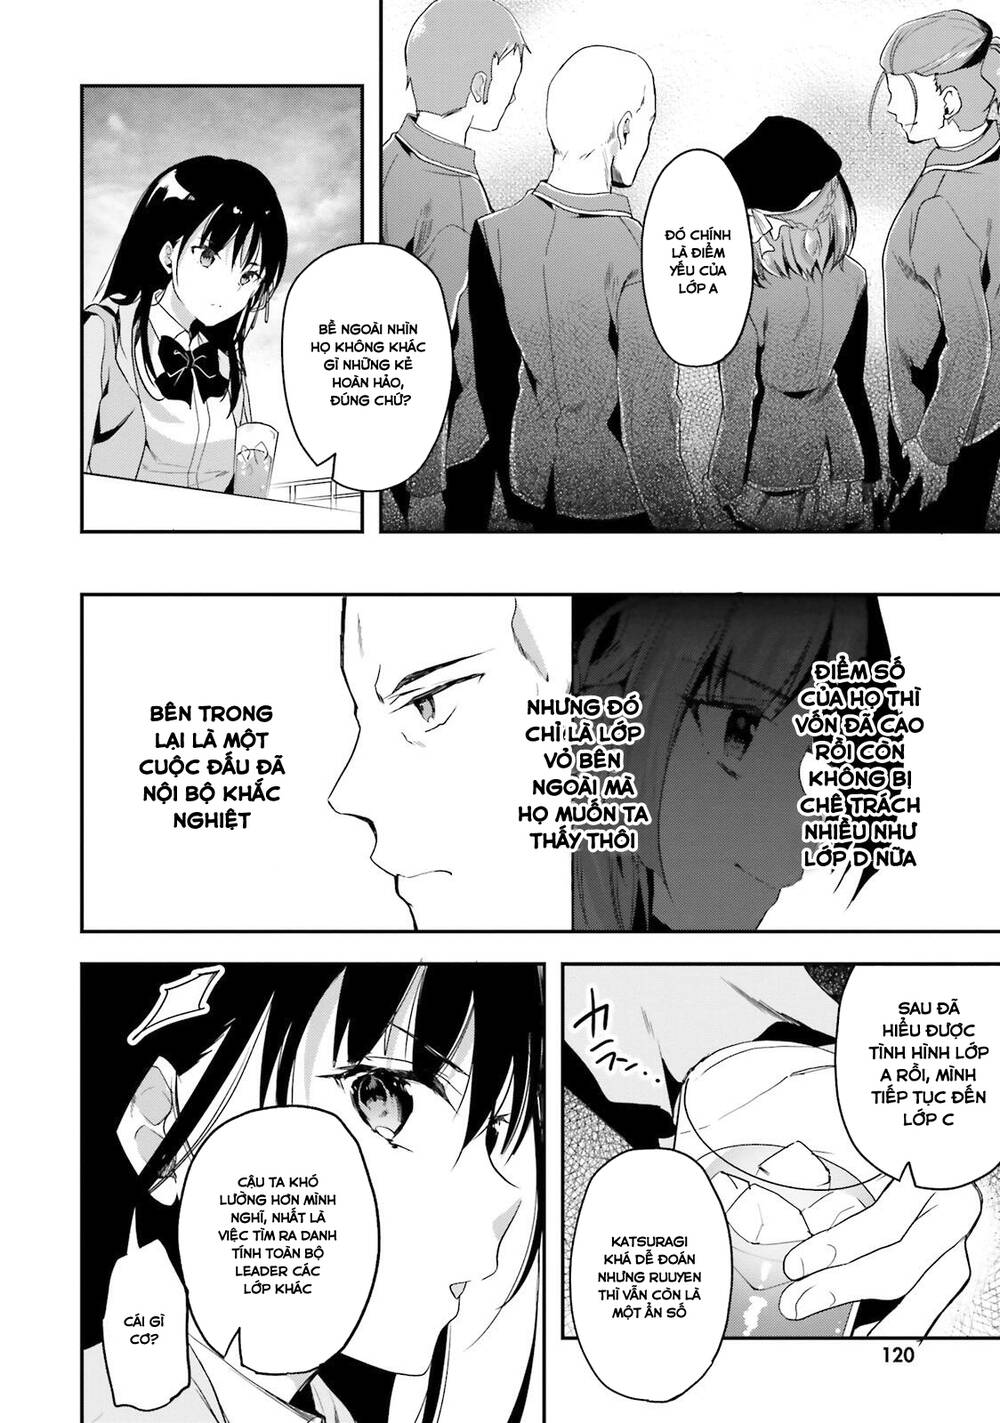 ĐÓ CHÍNH
LÀ ĐIỂM
YẾU CỦA
LỚP A
BỀ NGOÀI NHÌN
HỌ KHÔNG KHÁC
GÌ NHỮNG KẺ
HOÀN HẢO,
ĐÚNG CHỨ?
ĐIỂM SỐ
CỦA HỌ THÌ
VỐN ĐÃ CAO
RỒI CÒN
KHÔNG BỊ
CHÊ TRÁCH
NHIỀU NHƯ
LỚP D NỮA
NHƯNG ĐÓ
CHỈ LÀ LỚP
VỎ BÊN
NGOÀI MÀ
HỌ MUỐN TA
THẤY THÔI
BÊN TRONG
LẠI LÀ MỘT
CUỘC ĐẤU ĐÃ
NỘI BỘ KHẮC
NGHIỆT
SAU ĐÃ
HIỂU ĐƯỢC
TÌNH HÌNH LỚP
A RỒI, MÌNH
TIẾP TỤC ĐẾN
LỚP C
カラン…
KATSURAGI
KHÁ DỄ ĐOÁN
NHƯNG RUUYEN
THÌ VẪN CÒN LÀ
MỘT ẨN SỐ
CẬU TA KHÓ
LƯỜNG HƠN MÌNH
NGHĨ, NHẤT LÀ
VIỆC TÌM RA DANH
TÍNH TOÀN BỘ
LEADER CÁC
LỚP KHÁC
CÁI GÌ
CƠ?
120